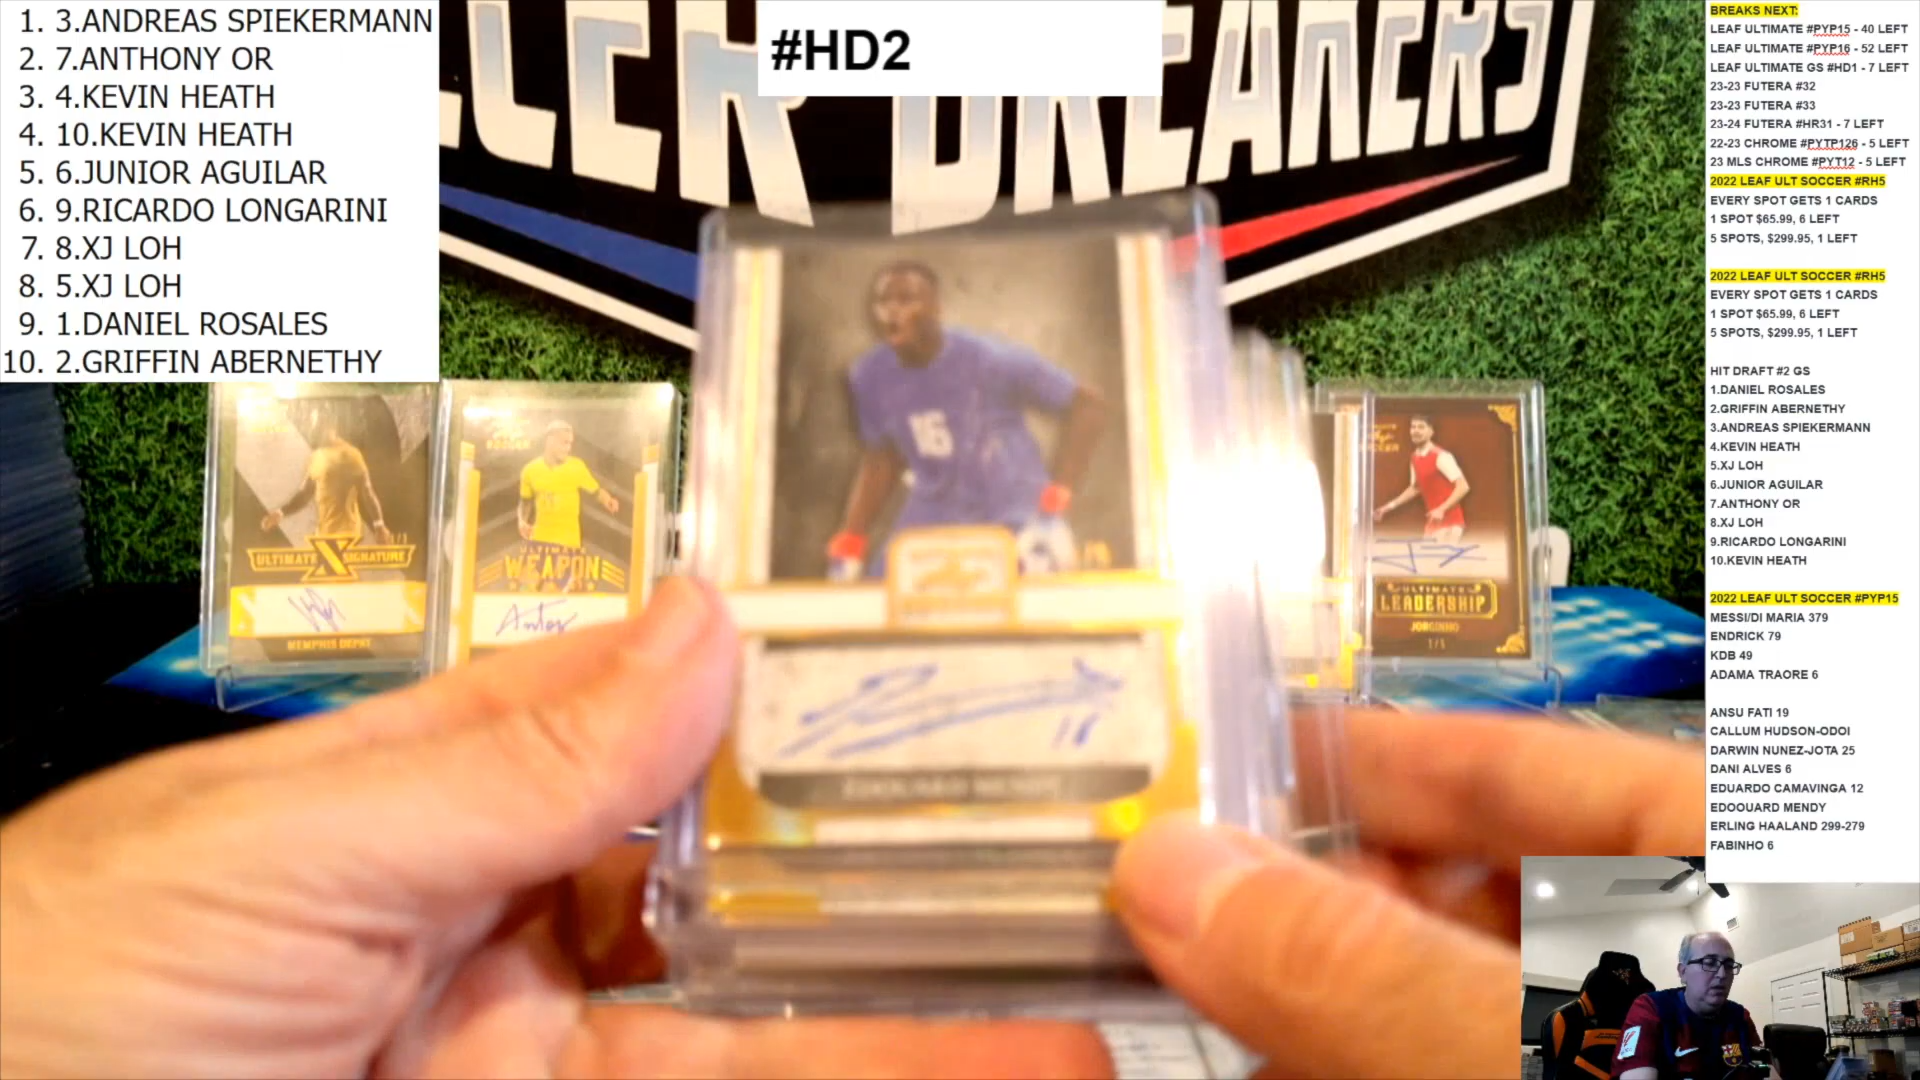 1. 3.ANDREAS SPIEKERMANN
2. 7.ANTHONY OR
3. 4.KEVIN HEATH
4. 10.KEVIN HEATH
5. 6.JUNIOR AGUILAR
6. 9.RICARDO LONGARINI
7. 8.XJ LOH
8. 5.XJ LOH
9. 1.DANIEL ROSALES
10. 2.GRIFFIN ABERNETHY
#HD2
BREAKERS
16
EDOUARD MENDY
16
ULTIMATE X SIGNATURE
MEMPHIS DEPAY
ULTIMATE
WEAPON
ULTIMATE
LEADERSHIP
JORGINHO
1/5
BREAKS NEXT:
LEAF ULTIMATE #PYP15 - 40 LEFT
LEAF ULTIMATE #PYP16 - 52 LEFT
LEAF ULTIMATE GS #HD1 - 7 LEFT
23-23 FUTERA #32
23-23 FUTERA #33
23-24 FUTERA #HR31 - 7 LEFT
22-23 CHROME #PYTP126 - 5 LEFT
23 MLS CHROME #PYT12 - 5 LEFT
2022 LEAF ULT SOCCER #RH5
EVERY SPOT GETS 1 CARDS
1 SPOT $65.99, 6 LEFT
5 SPOTS, $299.95, 1 LEFT
2022 LEAF ULT SOCCER #RH5
EVERY SPOT GETS 1 CARDS
1 SPOT $65.99, 6 LEFT
5 SPOTS, $299.95, 1 LEFT
HIT DRAFT #2 GS
1.DANIEL ROSALES
2.GRIFFIN ABERNETHY
3.ANDREAS SPIEKERMANN
4.KEVIN HEATH
5.XJ LOH
6.JUNIOR AGUILAR
7.ANTHONY OR
8.XJ LOH
9.RICARDO LONGARINI
10.KEVIN HEATH
2022 LEAF ULT SOCCER #PYP15
MESSI/DI MARIA 379
ENDRICK 79
KDB 49
ADAMA TRAORE 6
ANSU FATI 19
CALLUM HUDSON-ODOI
DARWIN NUNEZ-JOTA 25
DANI ALVES 6
EDUARDO CAMAVINGA 12
EDOOUARD MENDY
ERLING HAALAND 299-279
FABINHO 6